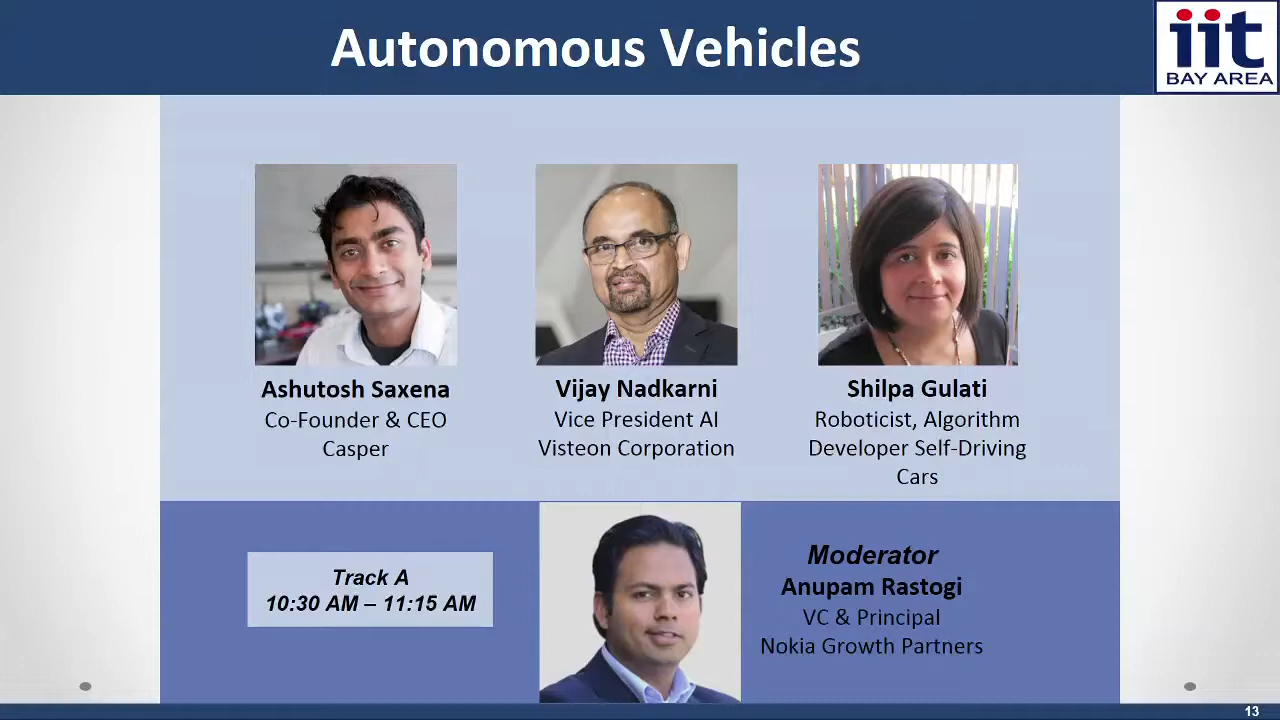 Autonomous Vehicles
iit
BAY AREA
Ashutosh Saxena
Co-Founder & CEO
Casper
Vijay Nadkarni
Vice President AI
Visteon Corporation
Shilpa Gulati
Roboticist, Algorithm
Developer Self-Driving
Cars
Track A
10:30 AM – 11:15 AM
Moderator
Anupam Rastogi
VC & Principal
Nokia Growth Partners
13